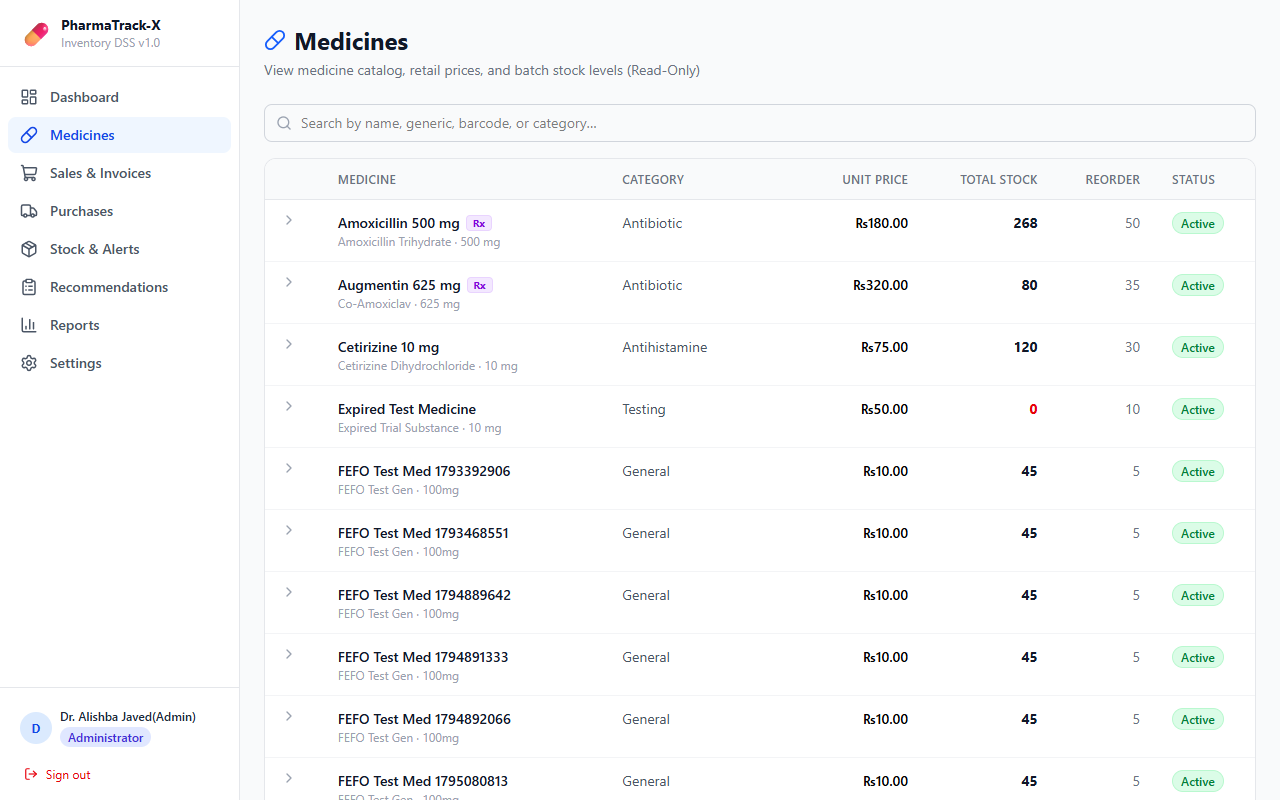 PharmaTrack-X
Inventory DSS v1.0
Dashboard
Medicines
Sales & Invoices
Purchases
Stock & Alerts
Recommendations
Reports
Settings
D
Dr. Alishba Javed(Admin)
Administrator
Sign out
Medicines
View medicine catalog, retail prices, and batch stock levels (Read-Only)
Search by name, generic, barcode, or category...
MEDICINE CATEGORY UNIT PRICE TOTAL STOCK REORDER STATUS
Amoxicillin 500 mg Rx Antibiotic ₨180.00 268 50 Active
Amoxicillin Trihydrate · 500 mg
Augmentin 625 mg Rx Antibiotic ₨320.00 80 35 Active
Co-Amoxiclav · 625 mg
Cetirizine 10 mg Antihistamine ₨75.00 120 30 Active
Cetirizine Dihydrochloride · 10 mg
Expired Test Medicine Testing ₨50.00 0 10 Active
Expired Trial Substance · 10 mg
FEFO Test Med 1793392906 General ₨10.00 45 5 Active
FEFO Test Gen · 100mg
FEFO Test Med 1793468551 General ₨10.00 45 5 Active
FEFO Test Gen · 100mg
FEFO Test Med 1794889642 General ₨10.00 45 5 Active
FEFO Test Gen · 100mg
FEFO Test Med 1794891333 General ₨10.00 45 5 Active
FEFO Test Gen · 100mg
FEFO Test Med 1794892066 General ₨10.00 45 5 Active
FEFO Test Gen · 100mg
FEFO Test Med 1795080813 General ₨10.00 45 5 Active
FEFO Test Gen · 100mg